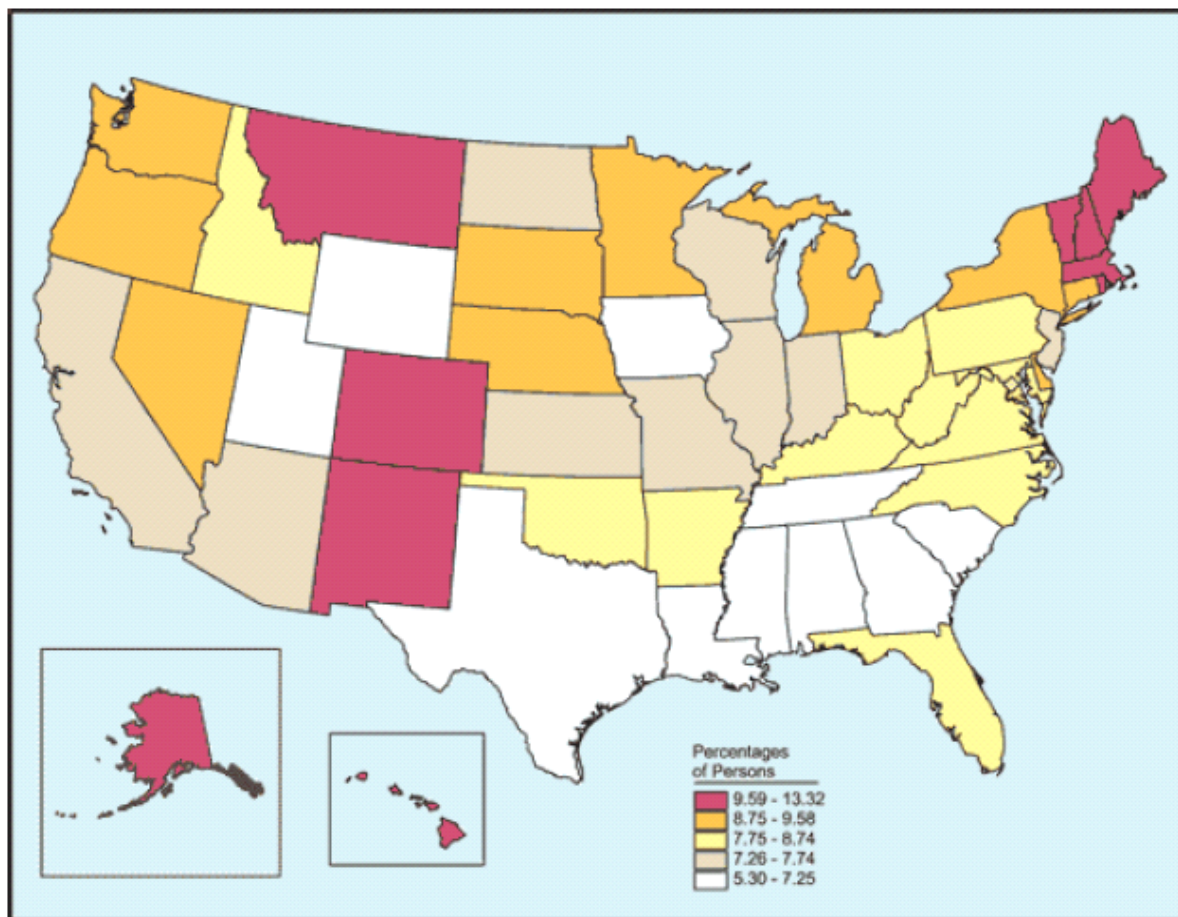 Percentages
of Persons
9.59 - 13.32
8.75 - 9.58
7.75 - 8.74
7.26 - 7.74
5.30 - 7.25